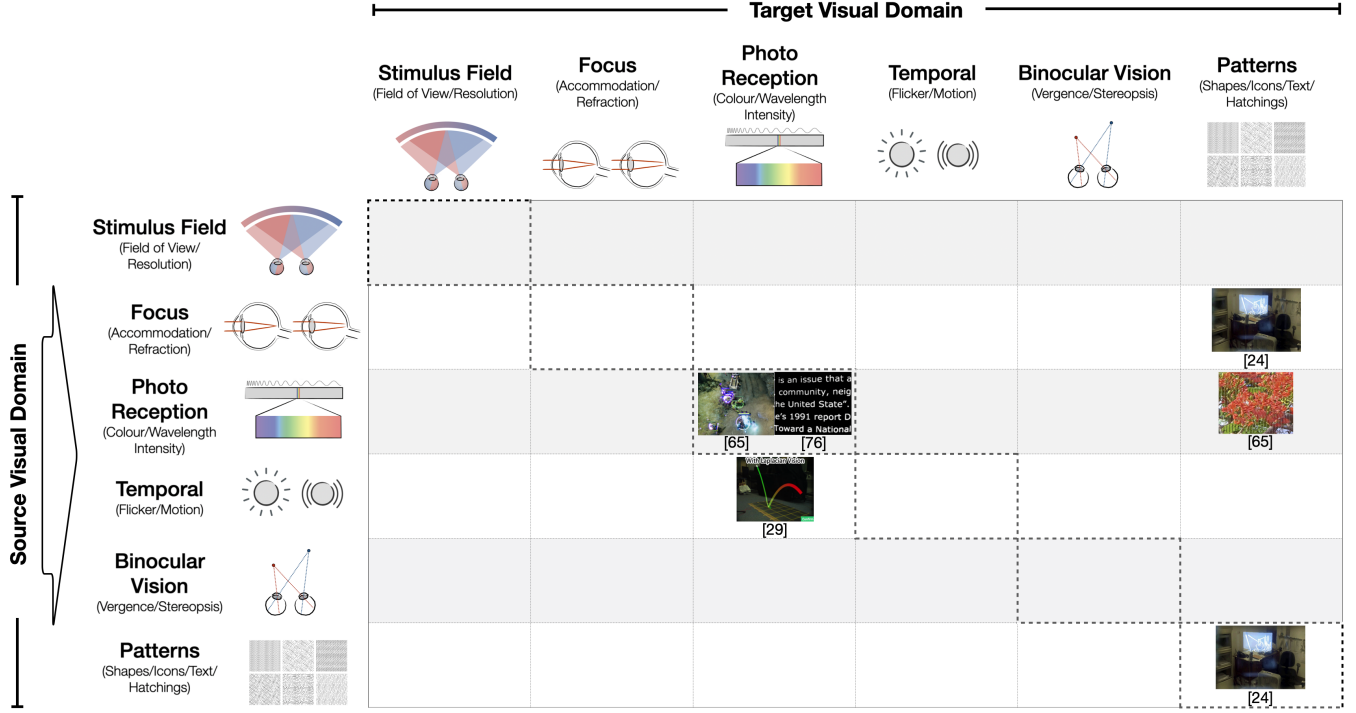 Target Visual Domain
Stimulus Field
(Field of View/Resolution)
Focus
(Accommodation/
Refraction)
Photo
Reception
(Colour/Wavelength
Intensity)
Temporal
(Flicker/Motion)
Binocular Vision
(Vergence/Stereopsis)
Patterns
(Shapes/Icons/Text/
Hatchings)
Source Visual Domain
Stimulus Field
(Field of View/
Resolution)
Focus
(Accommodation/
Refraction)
[24]
Photo
Reception
(Colour/Wavelength
Intensity)
is an issue that a
community, neig
he United State".
e's 1991 report D
Toward a National
[65]
[76]
[65]
Temporal
(Flicker/Motion)
With Laplacian Vision
[29]
Binocular
Vision
(Vergence/Stereopsis)
Patterns
(Shapes/Icons/Text/
Hatchings)
[24]